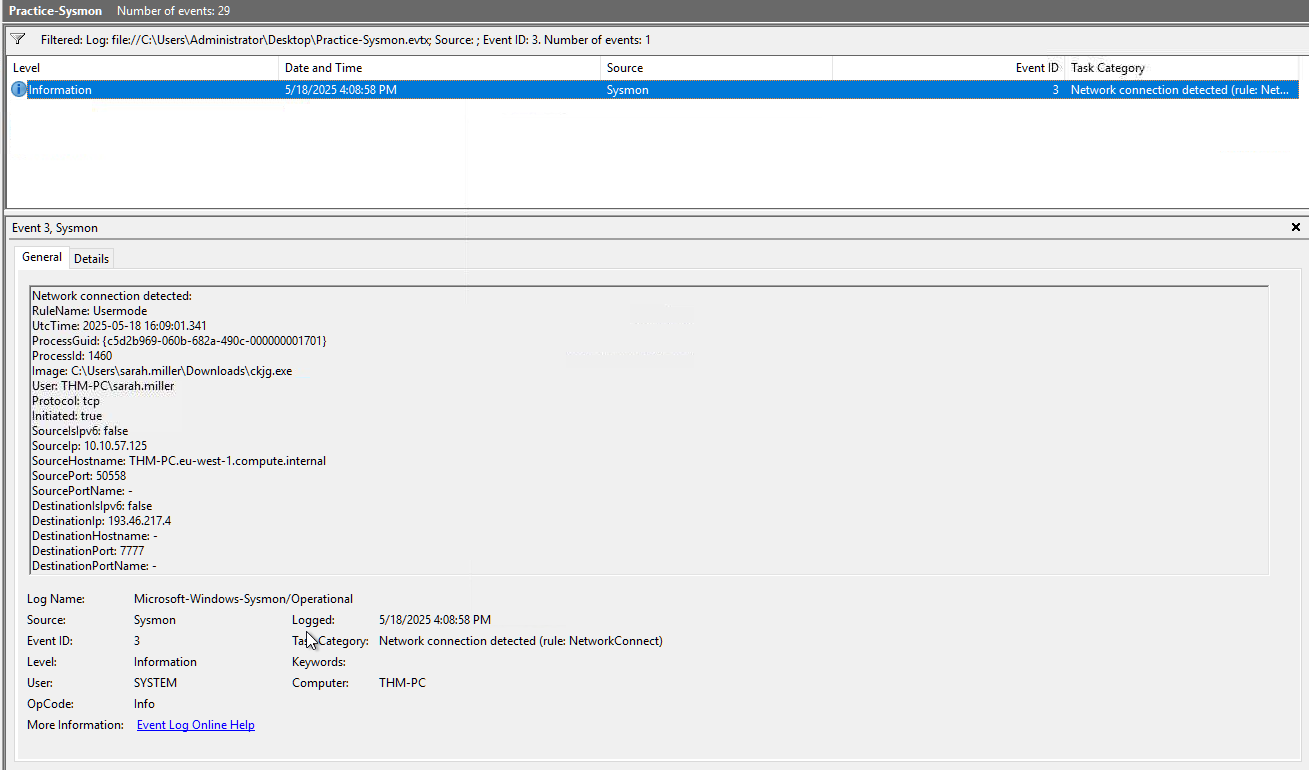 Practice-Sysmon Number of events: 29
Filtered: Log: file://C:\Users\Administrator\Desktop\Practice-Sysmon.evtx; Source: ; Event ID: 3. Number of events: 1
Level Date and Time Source Event ID Task Category
Information 5/18/2025 4:08:58 PM Sysmon 3 Network connection detected (rule: Net...
Event 3, Sysmon
General Details
Network connection detected:
RuleName: Usermode
UtcTime: 2025-05-18 16:09:01.341
ProcessGuid: {c5d2b969-060b-682a-490c-000000001701}
ProcessId: 1460
Image: C:\Users\sarah.miller\Downloads\ckjg.exe
User: THM-PC\sarah.miller
Protocol: tcp
Initiated: true
SourceIsIpv6: false
SourceIp: 10.10.57.125
SourceHostname: THM-PC.eu-west-1.compute.internal
SourcePort: 50558
SourcePortName: -
DestinationIsIpv6: false
DestinationIp: 193.46.217.4
DestinationHostname: -
DestinationPort: 7777
DestinationPortName: -
Log Name: Microsoft-Windows-Sysmon/Operational
Source: Sysmon Logged: 5/18/2025 4:08:58 PM
Event ID: 3 Task Category: Network connection detected (rule: NetworkConnect)
Level: Information Keywords:
User: SYSTEM Computer: THM-PC
OpCode: Info
More Information: Event Log Online Help